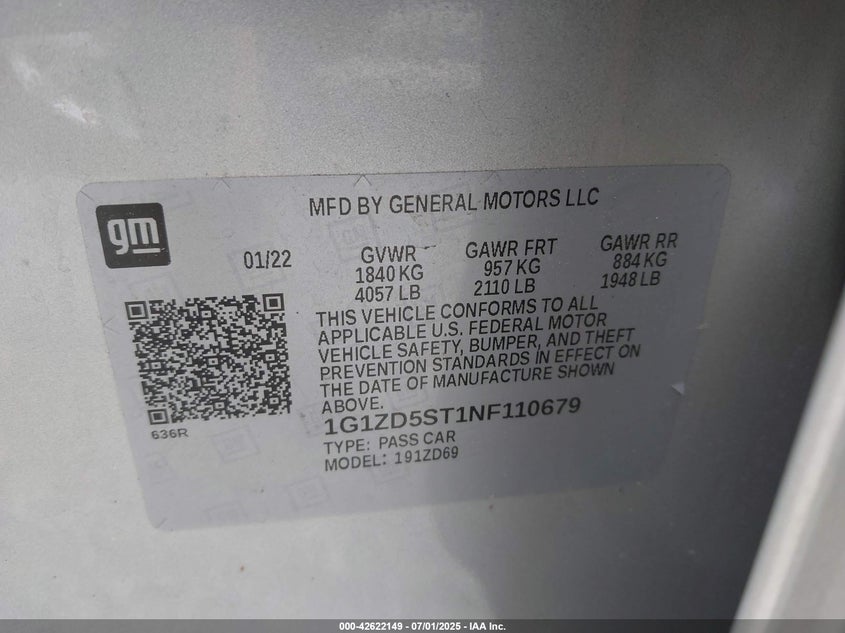 gm
MFD BY GENERAL MOTORS LLC
01/22
GVWR
1840 KG
4057 LB
GAWR FRT
957 KG
2110 LB
GAWR RR
884 KG
1948 LB
THIS VEHICLE CONFORMS TO ALL
APPLICABLE U.S. FEDERAL MOTOR
VEHICLE SAFETY, BUMPER, AND THEFT
PREVENTION STANDARDS IN EFFECT ON
THE DATE OF MANUFACTURE SHOWN
ABOVE.
1G1ZD5ST1NF110679
TYPE: PASS CAR
MODEL: 191ZD69
636R
000-42622149 - 07/01/2025 - IAA Inc.